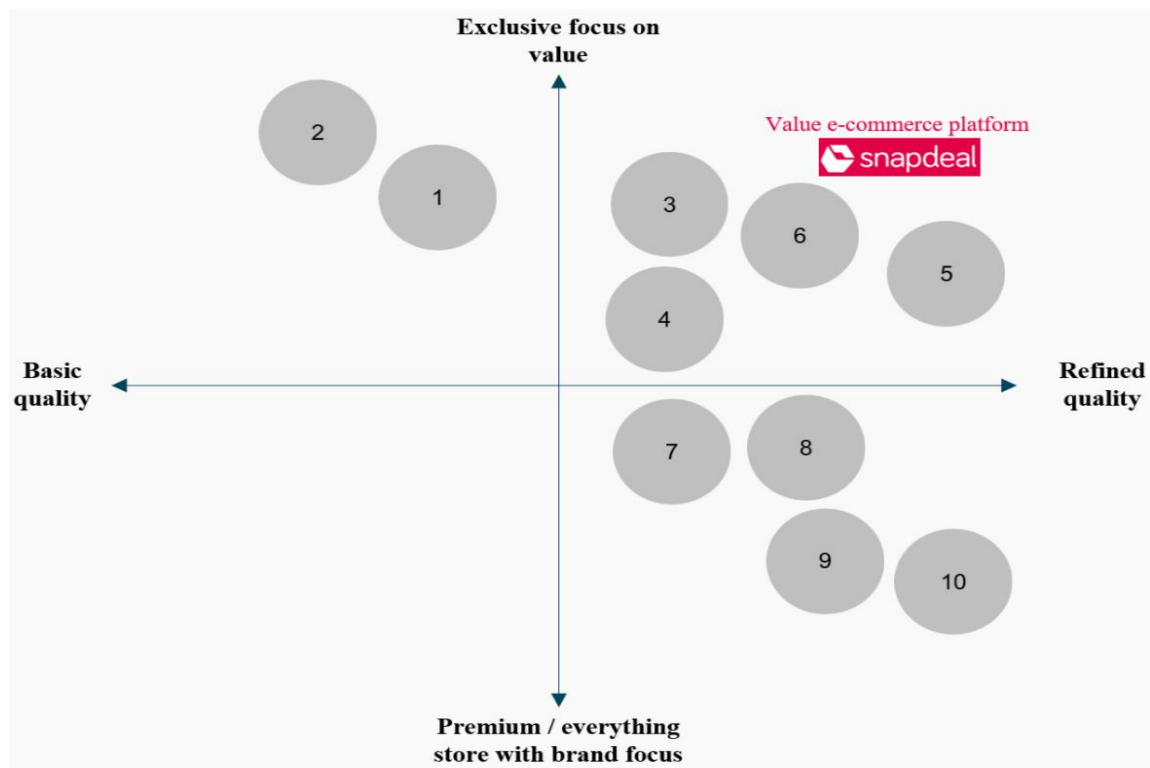 Exclusive focus on
value
2
Value e-commerce platform
snapdeal
1
3
6
5
4
Basic
quality
Refined
quality
7
8
9
10
Premium / everything
store with brand focus